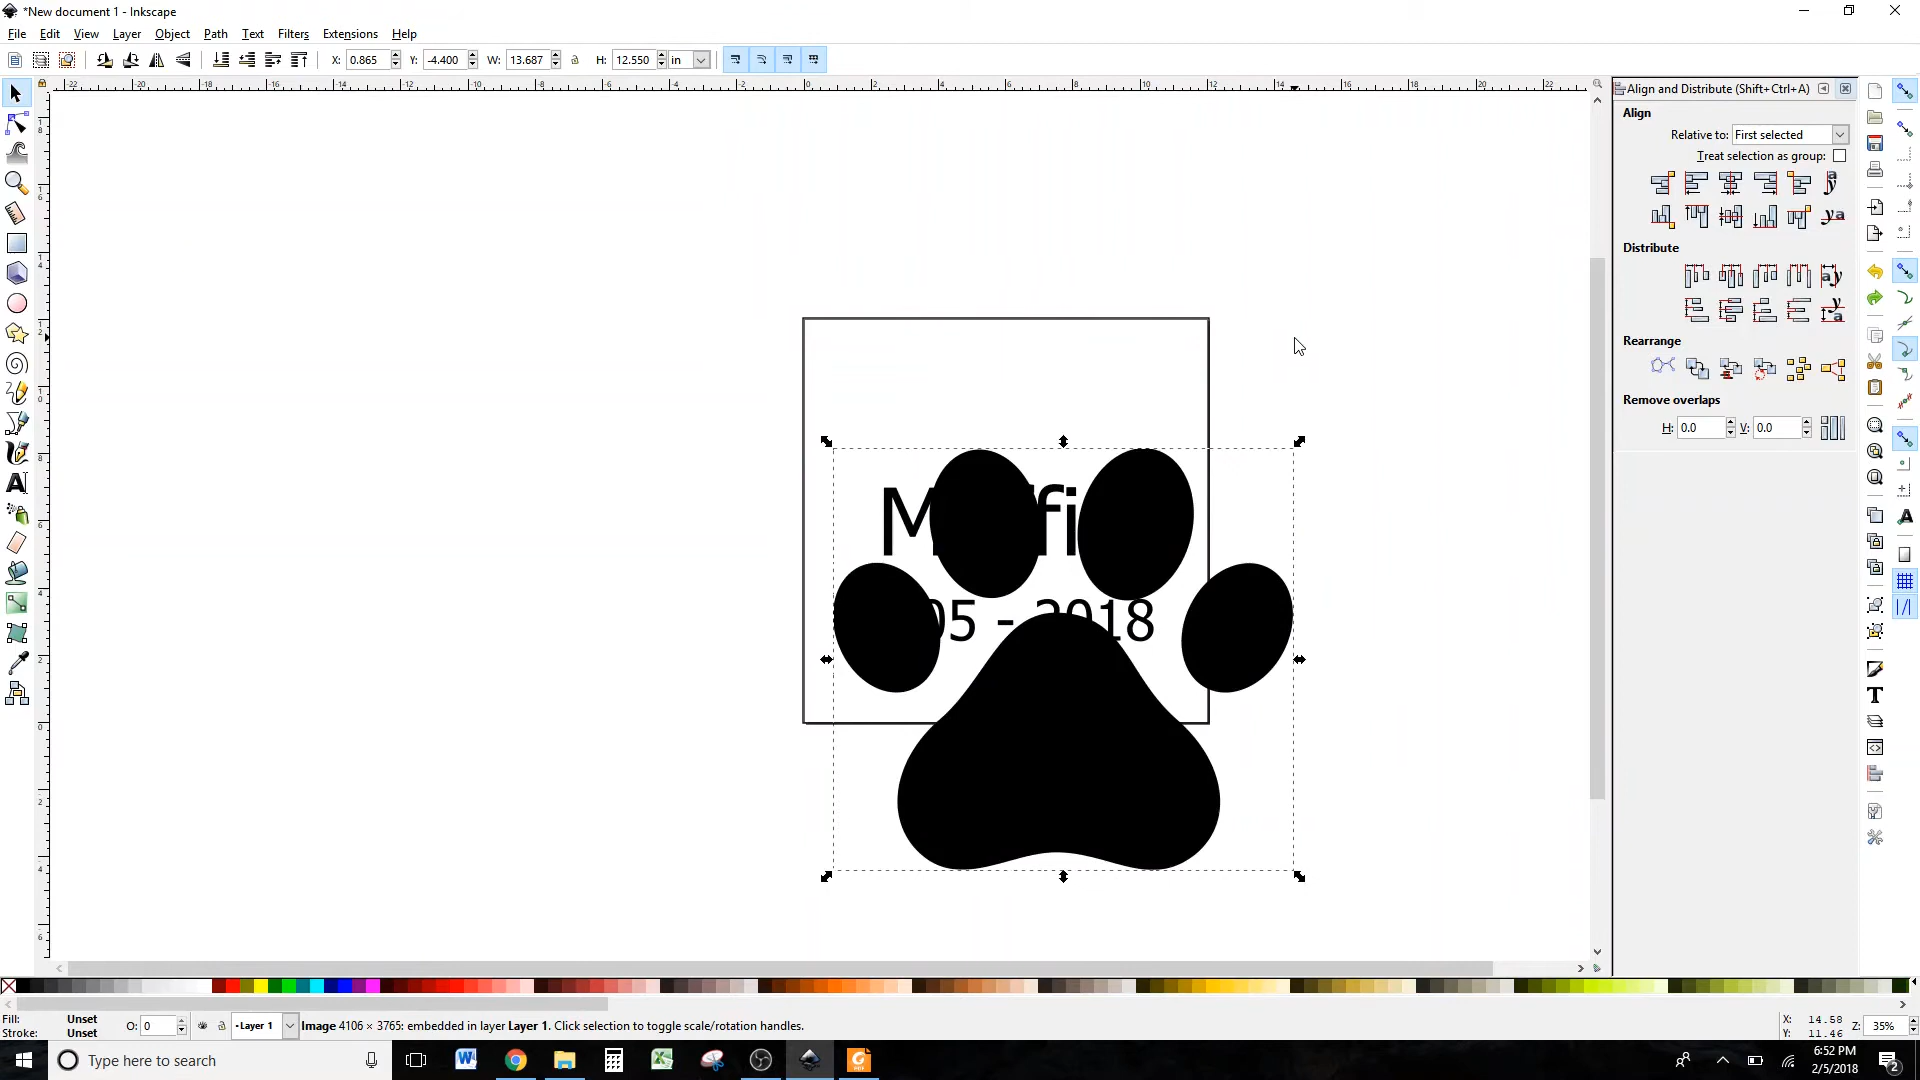 *New document 1 - Inkscape
File Edit View Layer Object Path Text Filters Extensions Help
X: 0.865 Y: -4.400 W: 13.687 H: 12.550 in
Align and Distribute (Shift+Ctrl+A)
Align
Relative to: First selected
Treat selection as group:
Distribute
Rearrange
Remove overlaps
H: 0.0 V: 0.0
05 - 2018
Fill: Unset
Stroke: Unset
O: 0
Layer 1
Image 4106 × 3765: embedded in layer Layer 1. Click selection to toggle scale/rotation handles.
X: 14.58
Y: 11.46
Z: 35%
Type here to search
6:52 PM
2/5/2018
2